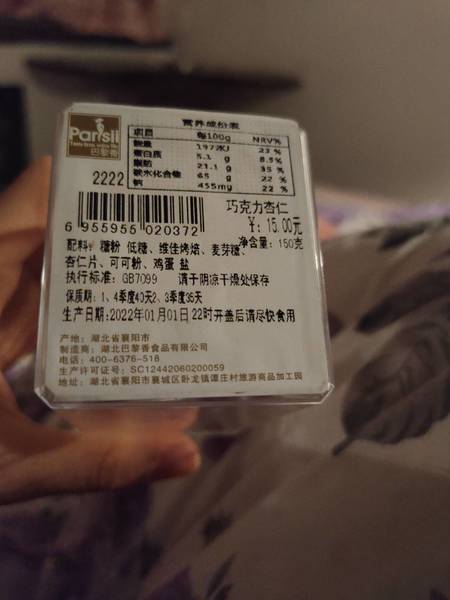 Parisli
巴黎香
营养成份表
项目 每100g NRV%
能量 197 23 %
蛋白质 5.1 g 8.5%
脂肪 21.1 g 35 %
碳水化合物 65 g 22 %
钠 455mg 22 %
2222
6 955955 020372
巧克力杏仁
¥: 15.00元
净含量: 150克
配料: 糖粉 低糖、维佳烤焙、麦芽糖、
杏仁片、可可粉、鸡蛋 盐
执行标准: GB7099 请于阴凉干燥处保存
保质期: 1、4季度40天2、3季度35天
生产日期:2022年01月01日22时开盖后请尽快食用
产地: 湖北省襄阳市
制造商: 湖北巴黎香食品有限公司
电话: 400-6376-518
生产许可证号: SC12442060200059
地址: 湖北省襄阳市襄城区卧龙镇谭庄村旅游商品加工园